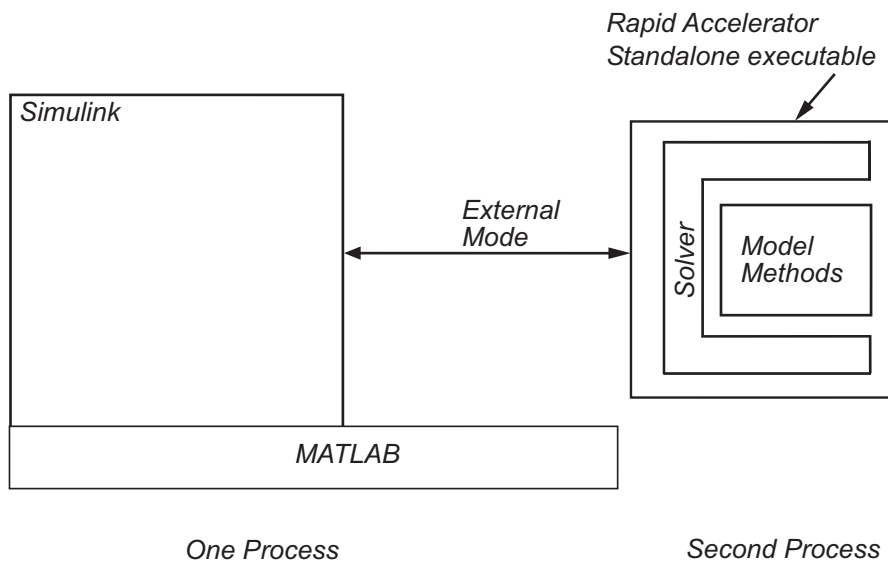 Rapid Accelerator
Standalone executable
Simulink
External
Mode
Solver
Model
Methods
MATLAB
One Process
Second Process